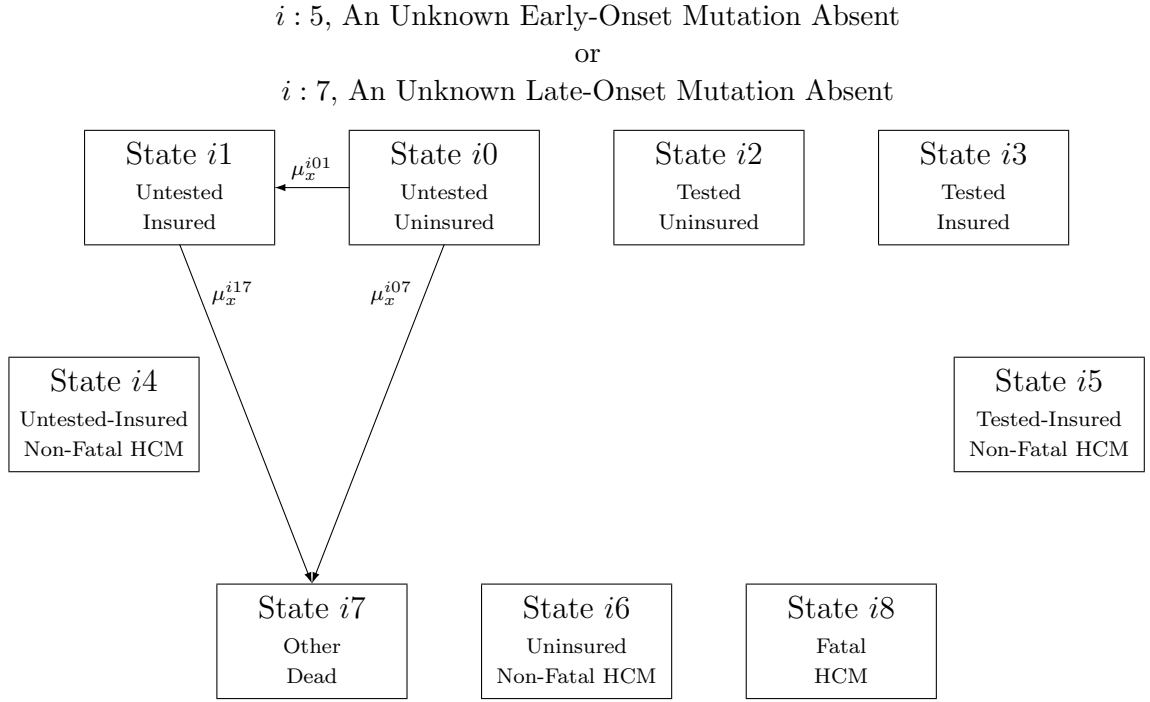 i : 5, An Unknown Early-Onset Mutation Absent
or
i : 7, An Unknown Late-Onset Mutation Absent
State i1
Untested
Insured
μ_x^{i01}
State i0
Untested
Uninsured
State i2
Tested
Uninsured
State i3
Tested
Insured
μ_x^{i17}
μ_x^{i07}
State i4
Untested-Insured
Non-Fatal HCM
State i5
Tested-Insured
Non-Fatal HCM
State i7
Other
Dead
State i6
Uninsured
Non-Fatal HCM
State i8
Fatal
HCM